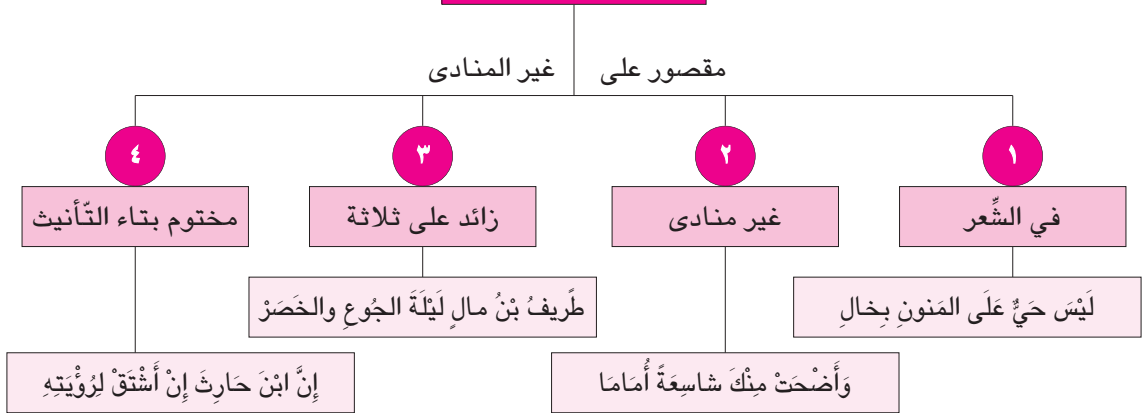 مقصور على غير المنادى
١
٢
٣
٤
في الشِّعر
غير منادى
زائد على ثلاثة
مختوم بتاء التّأنيث
لَيْسَ حَيٌّ عَلَى المَنونِ بِخالِ
طَريفُ بْنُ مالٍ لَيْلَةَ الجُوعِ والخَصَرْ
وَأَضْحَتْ مِنْكَ شاسِعَةً أُمَامَا
إِنَّ ابْنَ حَارِثَ إِنْ أَشْتَقْ لِرُؤْيَتِهِ